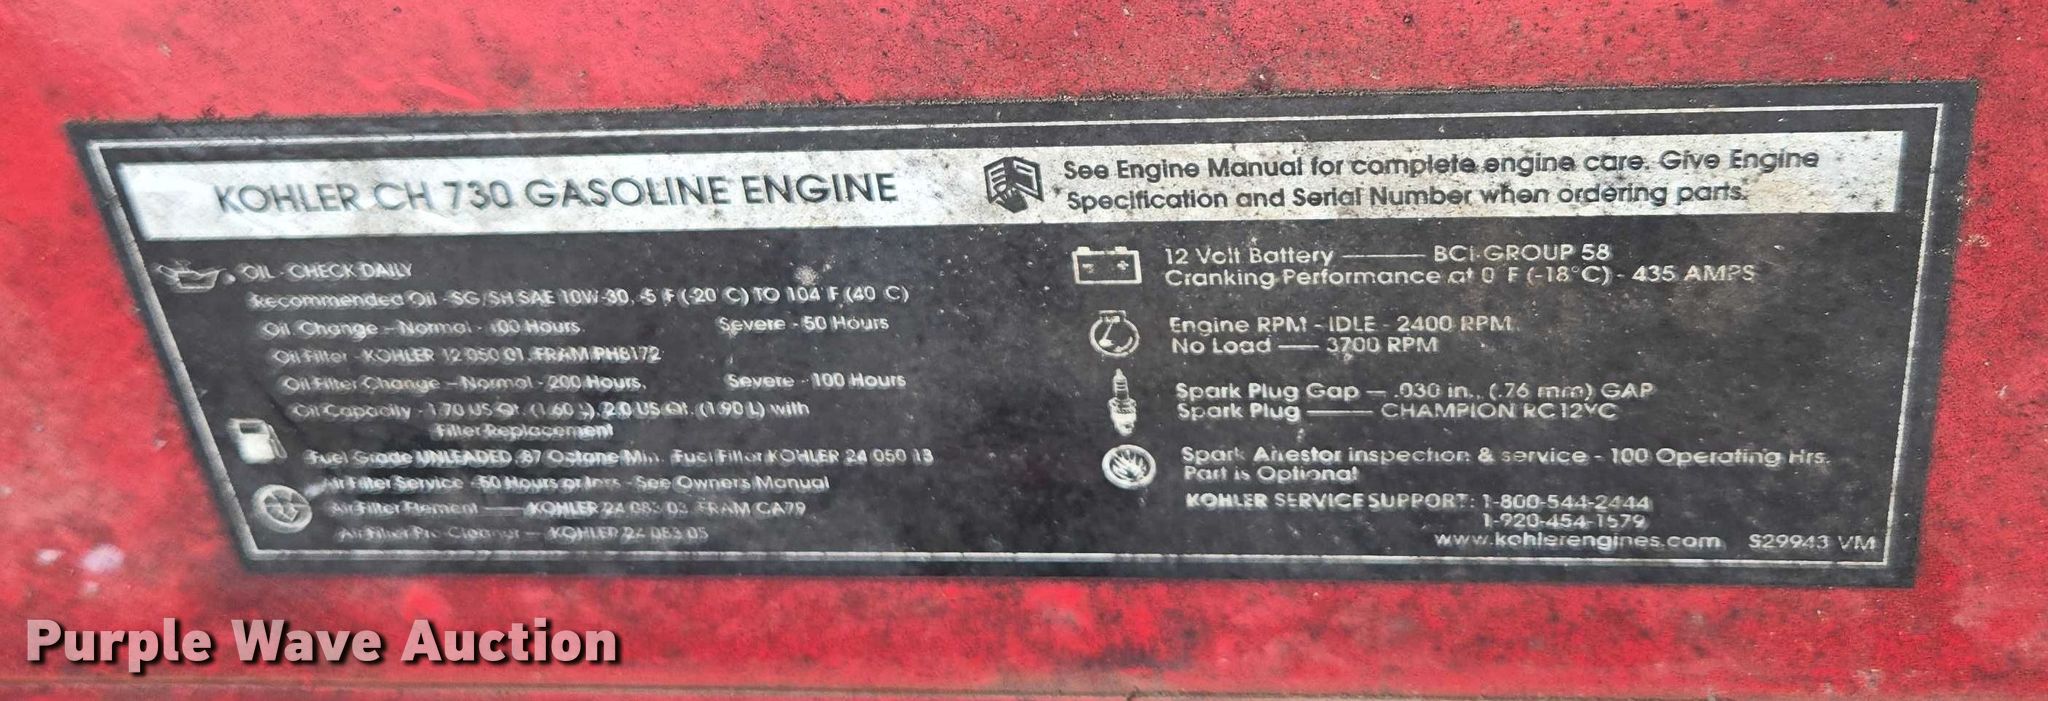 KOHLER CH 730 GASOLINE ENGINE
See Engine Manual for complete engine care. Give Engine
Specification and Serial Number when ordering parts.
OIL - CHECK DAILY
Recommended Oil - SG/SH SAE 10W-30, -5 F (-20 C) TO 104 F (40 C)
Oil Change - Normal - 100 Hours Severe - 50 Hours
Oil Filter - KOHLER 12 050 01, FRAM PH8172
Oil Filter Change - Normal - 200 Hours, Severe - 100 Hours
Oil Capacity - 1.70 US Qt. (1.60 L), 2.0 US Qt. (1.90 L) with
Filter Replacement
Fuel Grade UNLEADED 87 Octane Min. Fuel Filter KOHLER 24 050 13
Air Filter Service - 50 Hours or less - See Owners Manual
Air Filter Element — KOHLER 24 083 03 FRAM CA79
Air Filter Pre-Cleaner — KOHLER 24 083 05
12 Volt Battery — BCI GROUP 58
Cranking Performance at 0°F (-18°C) - 435 AMPS
Engine RPM - IDLE - 2400 RPM
No Load — 3700 RPM
Spark Plug Gap — .030 in., (.76 mm) GAP
Spark Plug — CHAMPION RC12YC
Spark Arrestor inspection & service - 100 Operating Hrs.
Part is Optional
KOHLER SERVICE SUPPORT: 1-800-544-2444
1-920-454-1579
www.kohlerengines.com S29943 VM
Purple Wave Auction